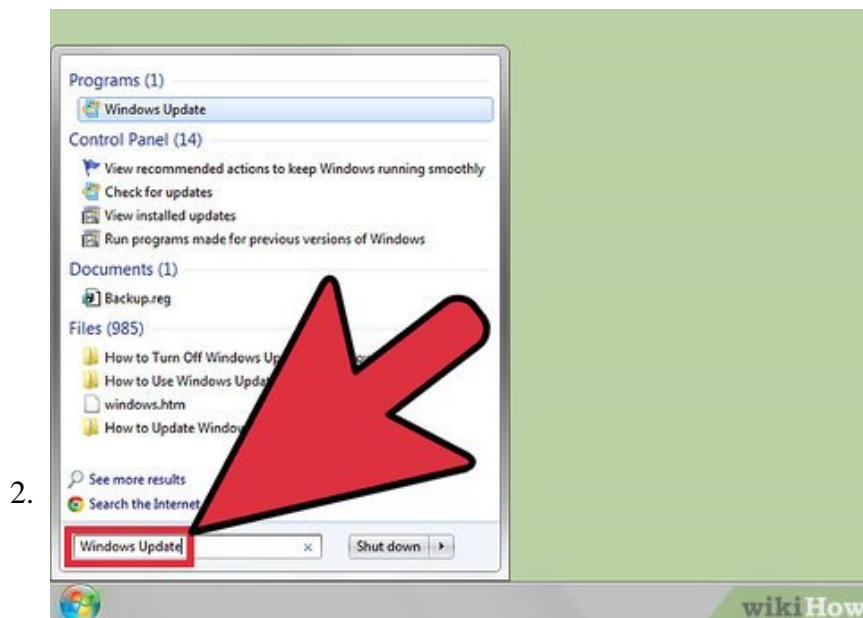 Programs (1)
Windows Update
Control Panel (14)
View recommended actions to keep Windows running smoothly
Check for updates
View installed updates
Run programs made for previous versions of Windows
Documents (1)
Backup.reg
Files (985)
How to Turn Off Windows
How to Use Windows
windows.htm
How to Update
See more results
2.
Search the Internet
Windows Update
Shut down
wikiHow